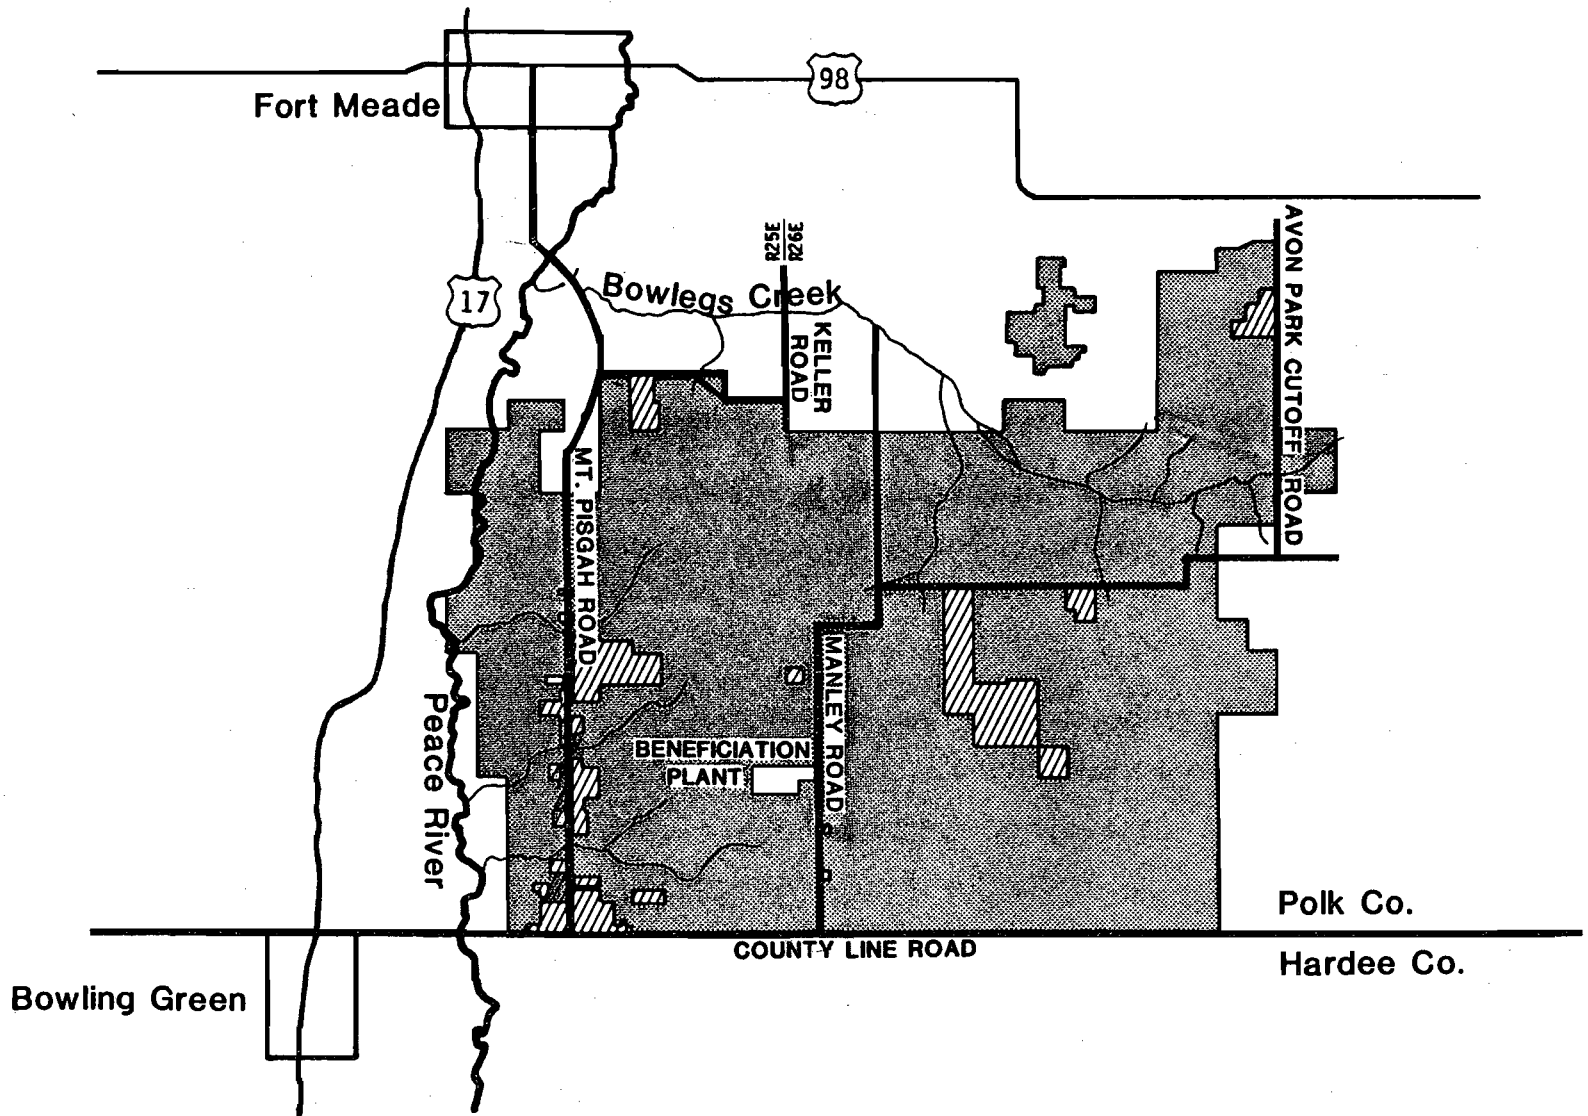 98
Fort Meade
R25E
R26E
AVON PARK CUTOFF ROAD
17
Bowlegs Creek
KELLER
ROAD
MT. PISGAH ROAD
MANLEY ROAD
Peace River
BENEFICIATION
PLANT
Polk Co.
COUNTY LINE ROAD
Hardee Co.
Bowling Green